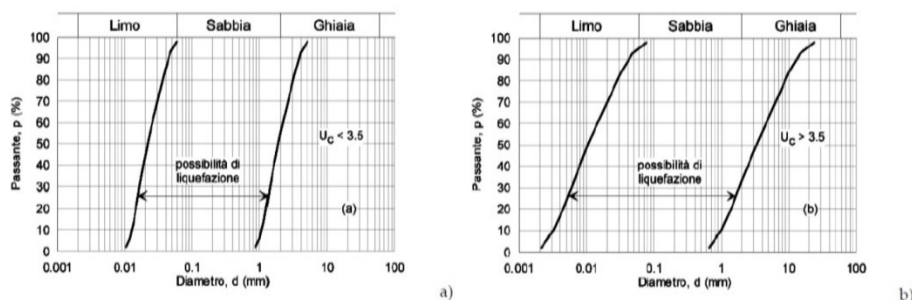 Limo Sabbia Ghiaia
100
90
80
70
60
50
40
30
20
10
0
Passante, p (%)
U_C < 3.5
possibilità di
liquefazione
(a)
0.001 0.01 0.1 1 10 100
Diametro, d (mm)
a)
Limo Sabbia Ghiaia
100
90
80
70
60
50
40
30
20
10
0
Passante, p (%)
U_C > 3.5
possibilità di
liquefazione
(b)
0.001 0.01 0.1 1 10 100
Diametro, d (mm)
b)